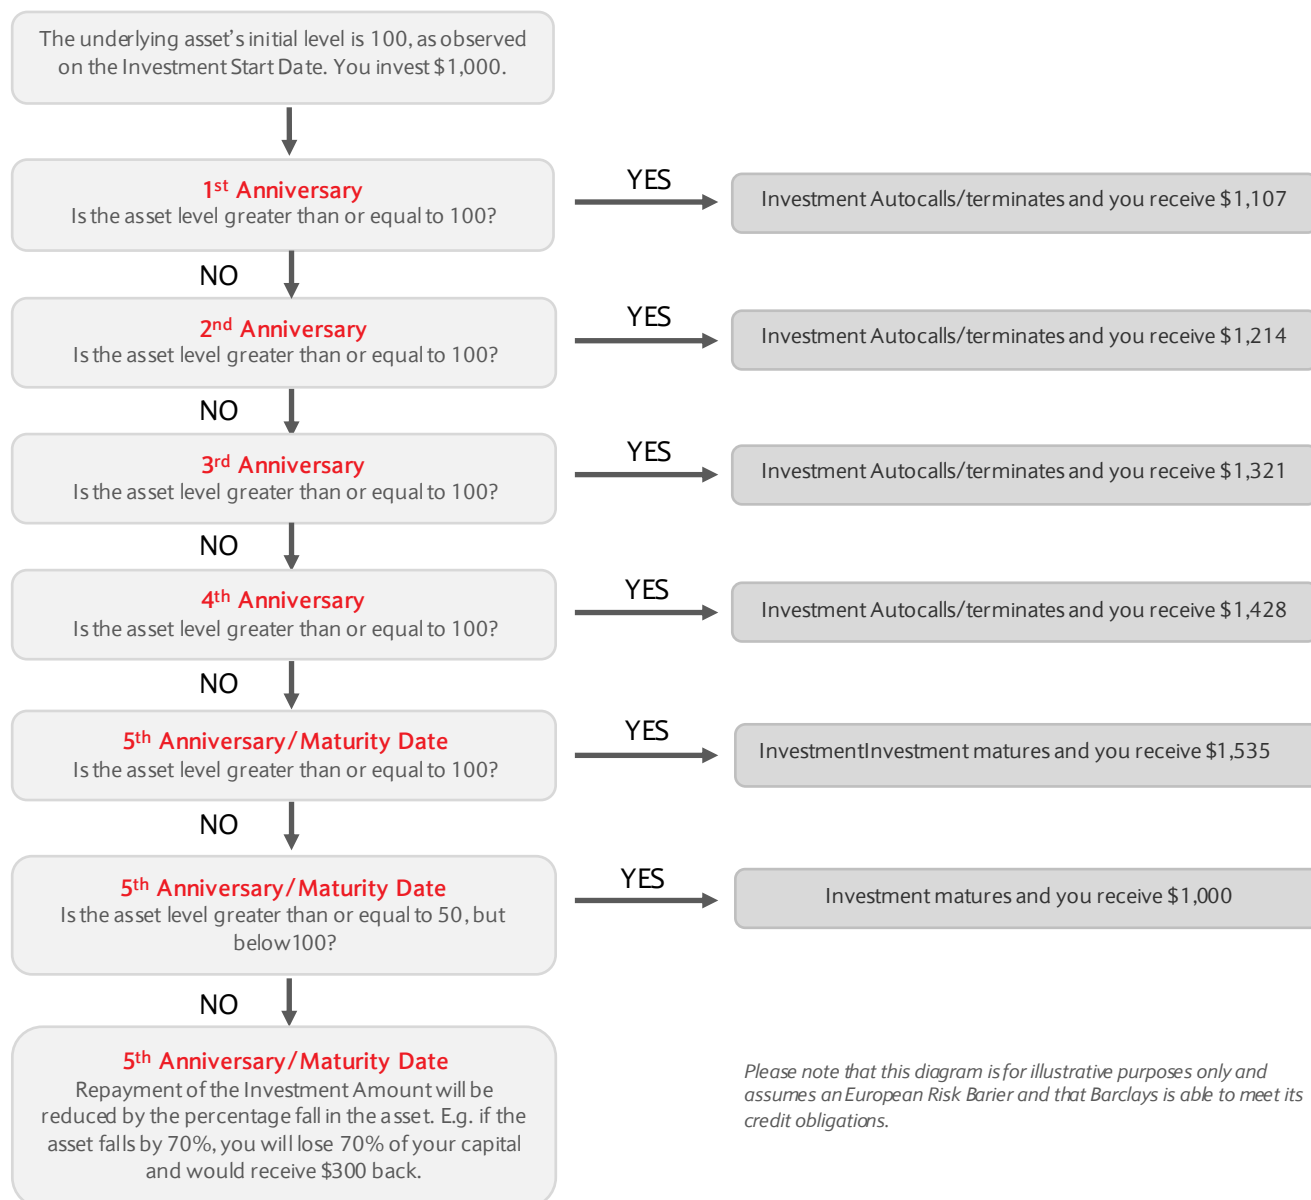 The underlying asset's initial level is 100, as observed
on the Investment Start Date. You invest $1,000.
1st Anniversary
Is the asset level greater than or equal to 100?
YES
Investment Autocalls/terminates and you receive $1,107
NO
2nd Anniversary
Is the asset level greater than or equal to 100?
YES
Investment Autocalls/terminates and you receive $1,214
NO
3rd Anniversary
Is the asset level greater than or equal to 100?
YES
Investment Autocalls/terminates and you receive $1,321
NO
4th Anniversary
Is the asset level greater than or equal to 100?
YES
Investment Autocalls/terminates and you receive $1,428
NO
5th Anniversary/Maturity Date
Is the asset level greater than or equal to 100?
YES
InvestmentInvestment matures and you receive $1,535
NO
5th Anniversary/Maturity Date
Is the asset level greater than or equal to 50, but
below 100?
YES
Investment matures and you receive $1,000
NO
5th Anniversary/Maturity Date
Repayment of the Investment Amount will be
reduced by the percentage fall in the asset. E.g. if the
asset falls by 70%, you will lose 70% of your capital
and would receive $300 back.
Please note that this diagram is for illustrative purposes only and
assumes an European Risk Barier and that Barclays is able to meet its
credit obligations.